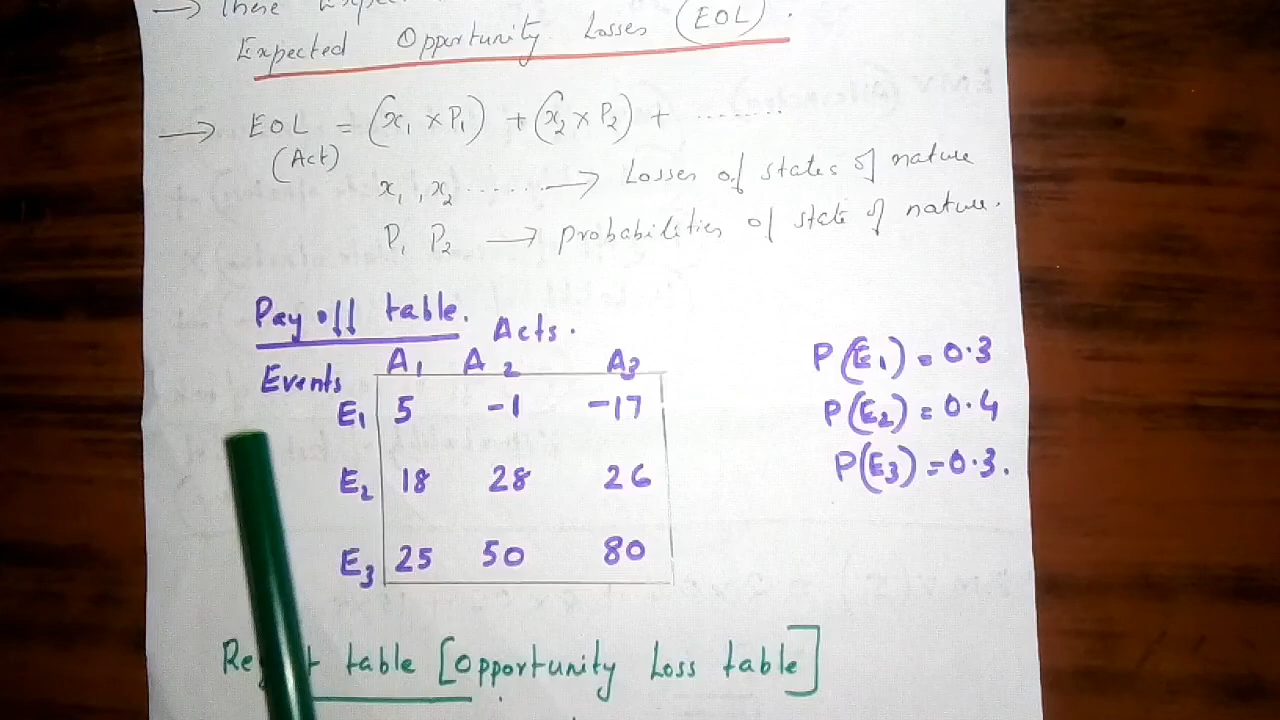 → There
Expected Opportunity Losses (EOL).
→ EOL = (x₁ × P₁) + (x₂ × P₂) + ........
(Act)
x₁, x₂ ......→ Losses of states of nature
P₁ P₂ → probabilities of state of nature.
Pay off table. Acts.
Events A₁ A₂ A₃
E₁ 5 -1 -17
E₂ 18 28 26
E₃ 25 50 80
P(E₁) = 0.3
P(E₂) = 0.4
P(E₃) = 0.3.
table [Opportunity Loss table]